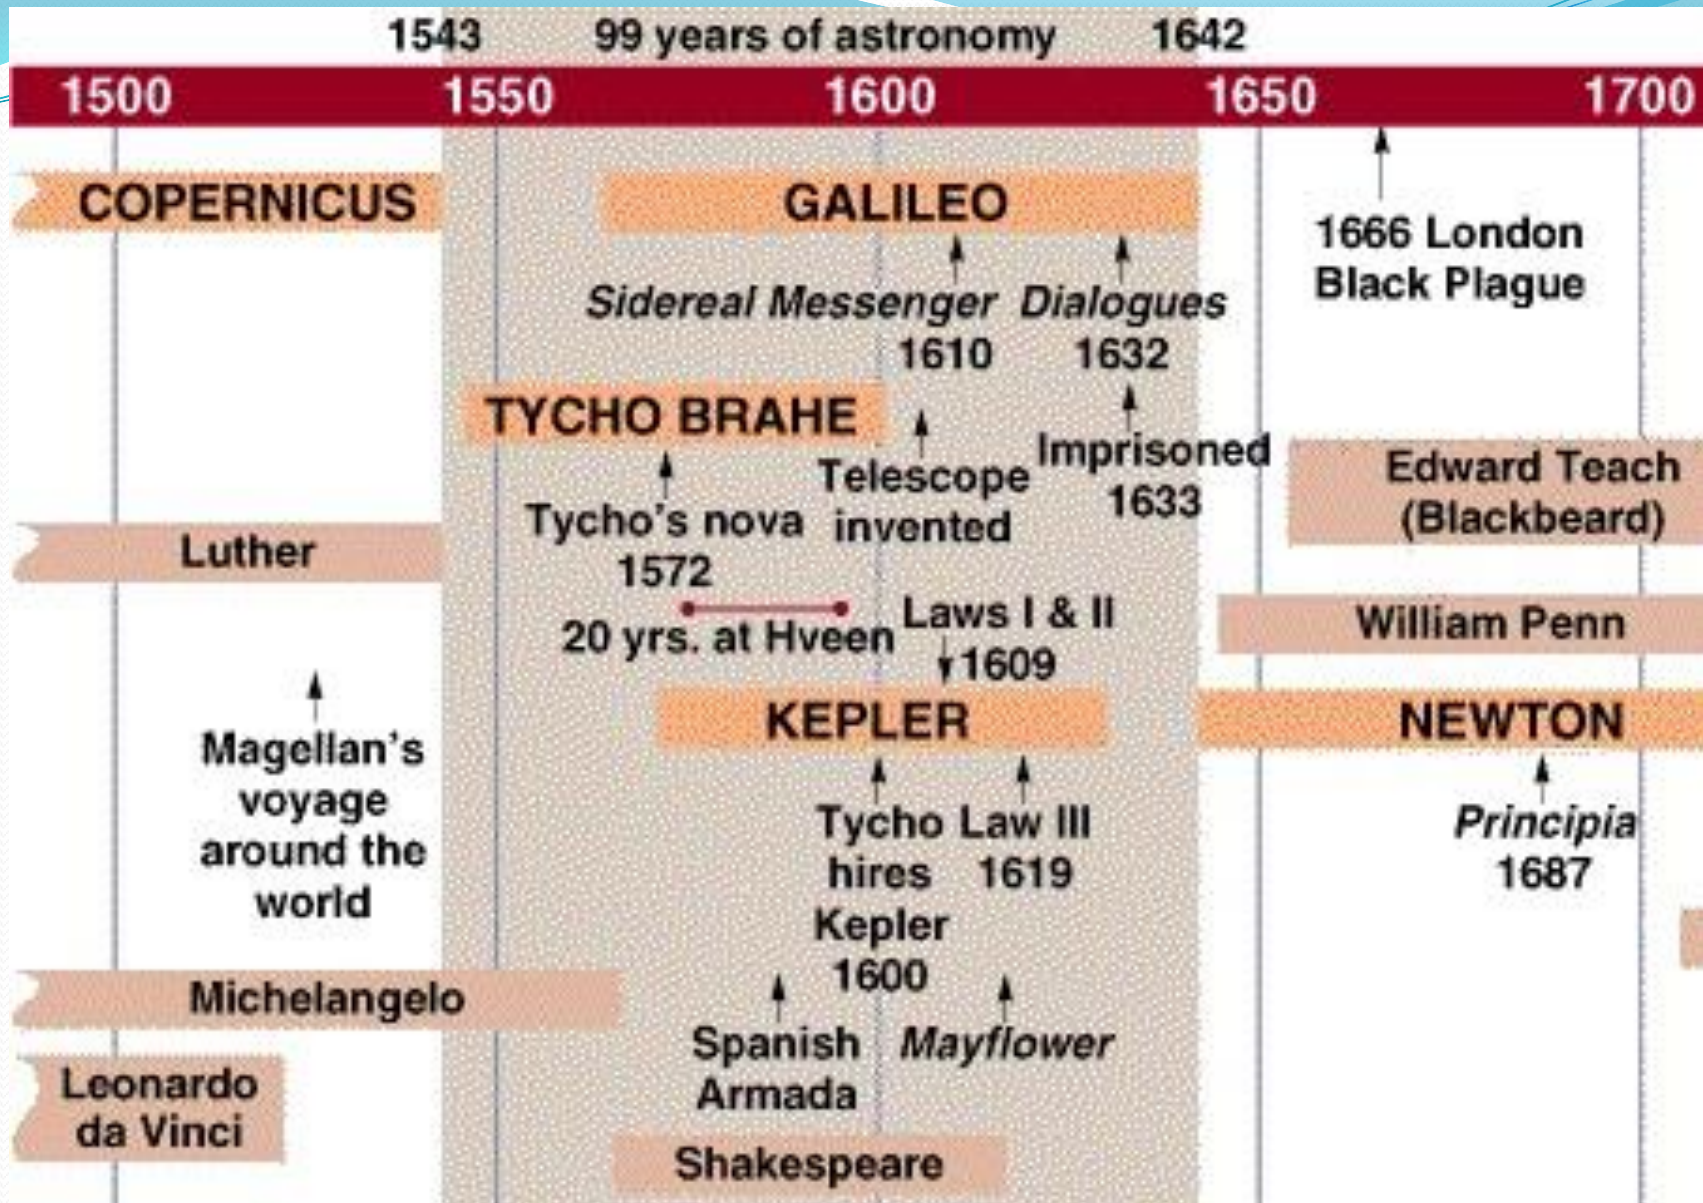 1543 99 years of astronomy 1642
1500 1550 1600 1650 1700
COPERNICUS
GALILEO
1666 London
Black Plague
Sidereal Messenger
1610
Dialogues
1632
TYCHO BRAHE
Telescope
invented
Imprisoned
1633
Edward Teach
(Blackbeard)
Tycho's nova
1572
Luther
20 yrs. at Hveen
Laws I & II
1609
William Penn
KEPLER
NEWTON
Magellan's
voyage
around the
world
Tycho
hires
Kepler
1600
Law III
1619
Principia
1687
Michelangelo
Spanish
Armada
Mayflower
Leonardo
da Vinci
Shakespeare